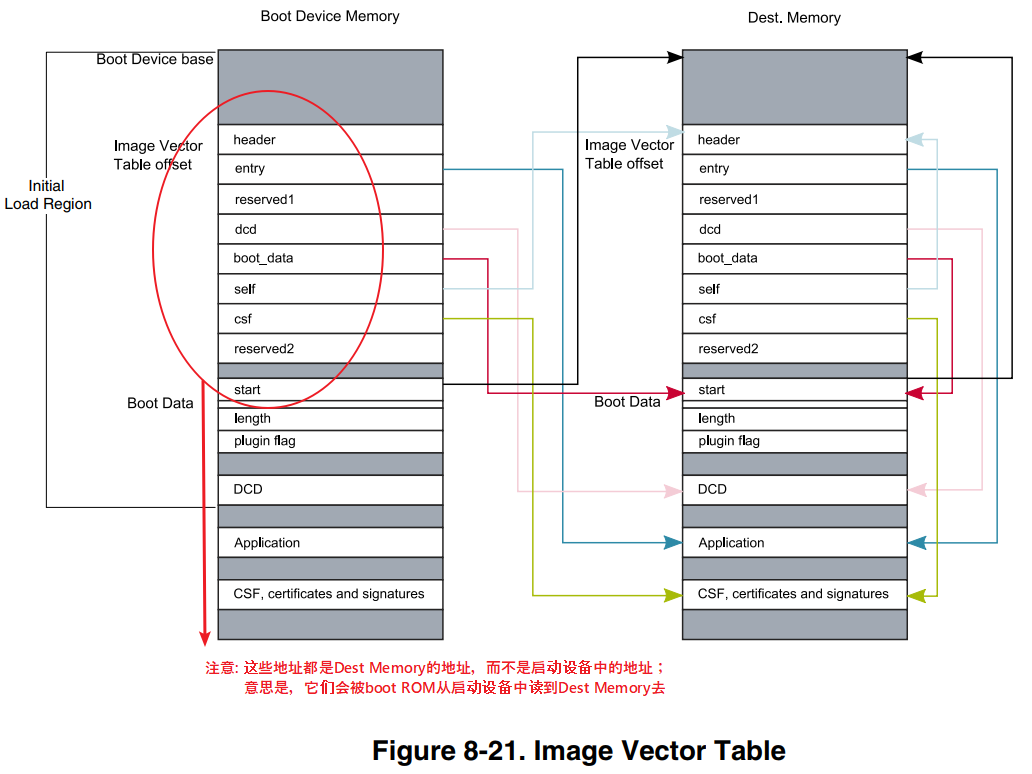 Boot Device Memory
Dest. Memory
Boot Device base
Initial
Load Region
Image Vector
Table offset
header
entry
reserved1
dcd
boot_data
self
csf
reserved2
Boot Data
start
length
plugin flag
DCD
Application
CSF, certificates and signatures
Image Vector
Table offset
header
entry
reserved1
dcd
boot_data
self
csf
reserved2
Boot Data
start
length
plugin flag
DCD
Application
CSF, certificates and signatures
注意: 这些地址都是Dest Memory的地址，而不是启动设备中的地址；
意思是，它们会被boot ROM从启动设备中读到Dest Memory去
Figure 8-21. Image Vector Table